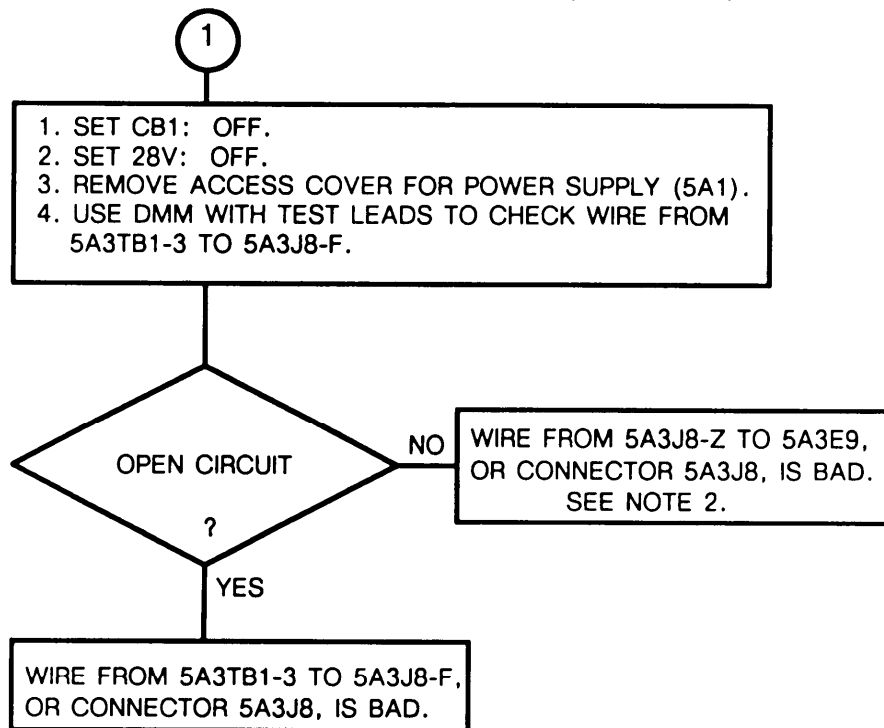 1
1. SET CB1: OFF.
2. SET 28V: OFF.
3. REMOVE ACCESS COVER FOR POWER SUPPLY (5A1).
4. USE DMM WITH TEST LEADS TO CHECK WIRE FROM
5A3TB1-3 TO 5A3J8-F.
OPEN CIRCUIT
?
NO
WIRE FROM 5A3J8-Z TO 5A3E9,
OR CONNECTOR 5A3J8, IS BAD.
SEE NOTE 2.
YES
WIRE FROM 5A3TB1-3 TO 5A3J8-F,
OR CONNECTOR 5A3J8, IS BAD.